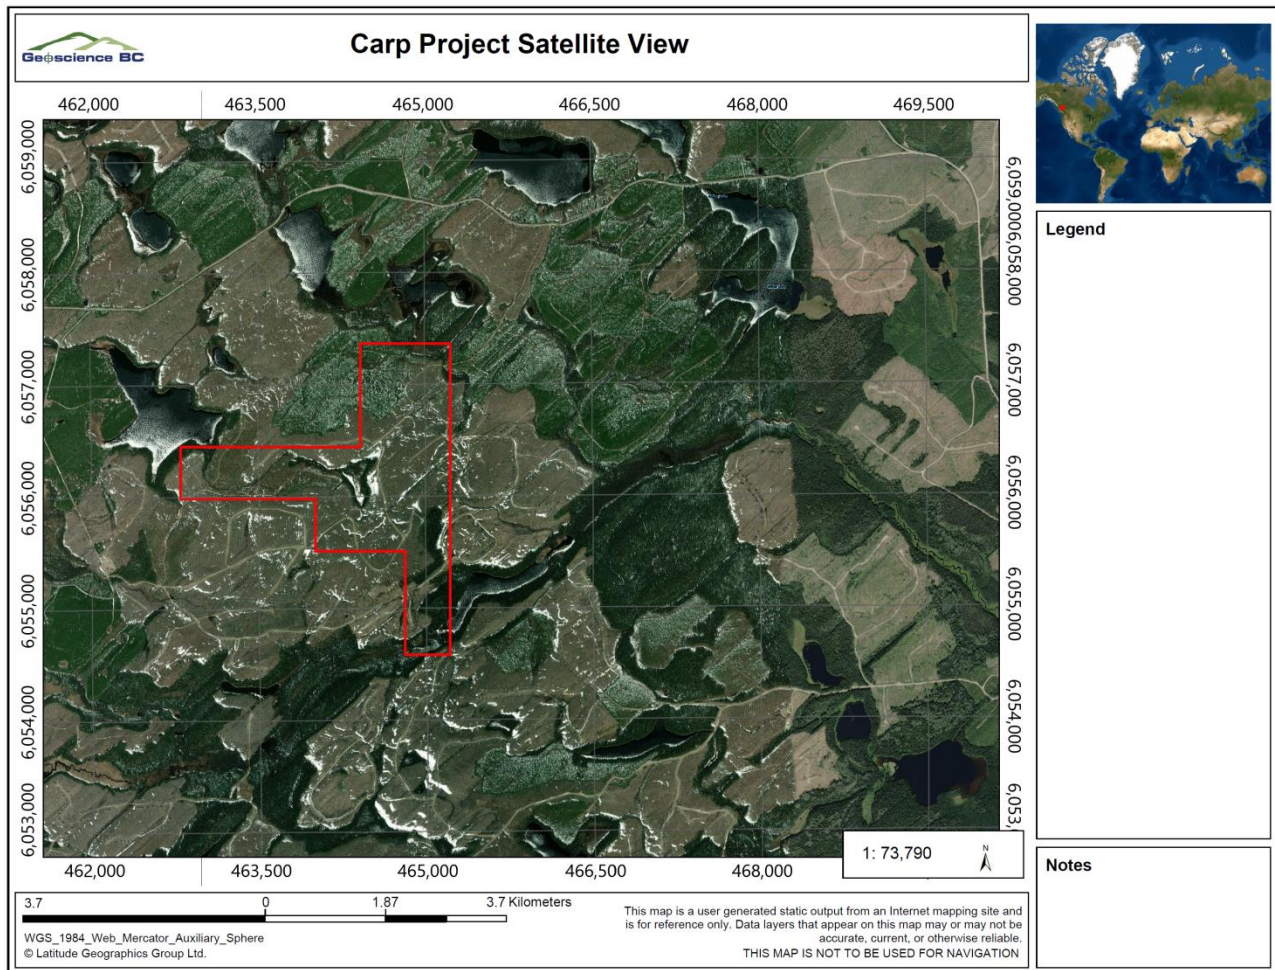 Geoscience BC
Carp Project Satellite View
462,000 463,500 465,000 466,500 468,000 469,500
6,059,000
6,058,000
6,057,000
6,056,000
6,055,000
6,054,000
6,053,000
6,059,000
6,058,000
6,057,000
6,056,000
6,055,000
6,054,000
6,053,
462,000 463,500 465,000 466,500 468,000
1: 73,790
N
Legend
Notes
3.7 0 1.87 3.7 Kilometers
WGS_1984_Web_Mercator_Auxiliary_Sphere
© Latitude Geographics Group Ltd.
This map is a user generated static output from an Internet mapping site and
is for reference only. Data layers that appear on this map may or may not be
accurate, current, or otherwise reliable.
THIS MAP IS NOT TO BE USED FOR NAVIGATION